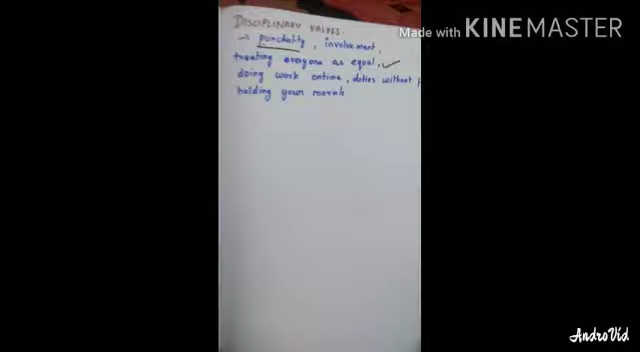 DISCIPLINARY VALUES.
→ punctuality, involvement,
treating everyone as equal,
doing work ontime, duties without
holding your morals
Made with KINEMASTER
AndroVid